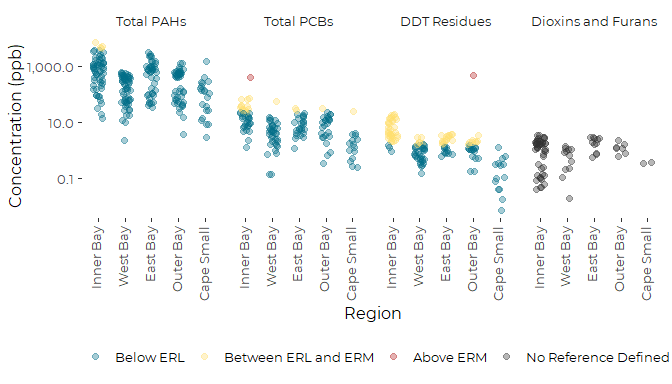 Total PAHs Total PCBs DDT Residues Dioxins and Furans
Concentration (ppb)
1,000.0
10.0
0.1
Inner Bay West Bay East Bay Outer Bay Cape Small Inner Bay West Bay East Bay Outer Bay Cape Small Inner Bay West Bay East Bay Outer Bay Cape Small Inner Bay West Bay East Bay Outer Bay Cape Small
Region
Below ERL Between ERL and ERM Above ERM No Reference Defined